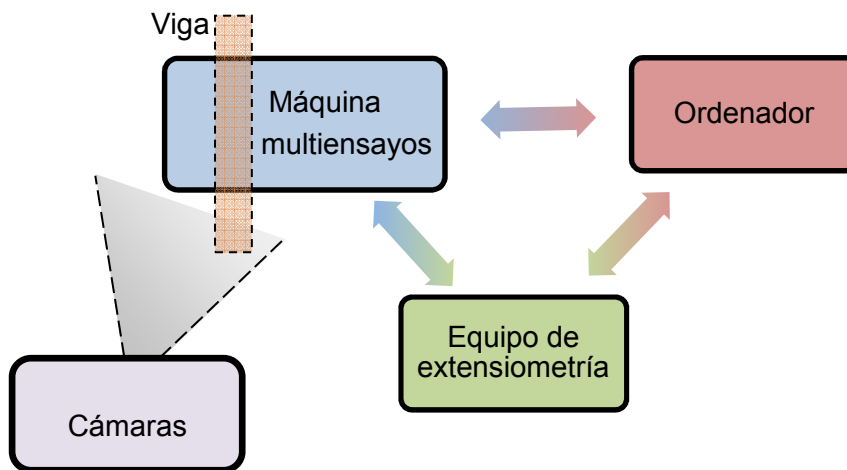 Viga
Máquina
multiensayos
Ordenador
Equipo de
extensiometría
Cámaras